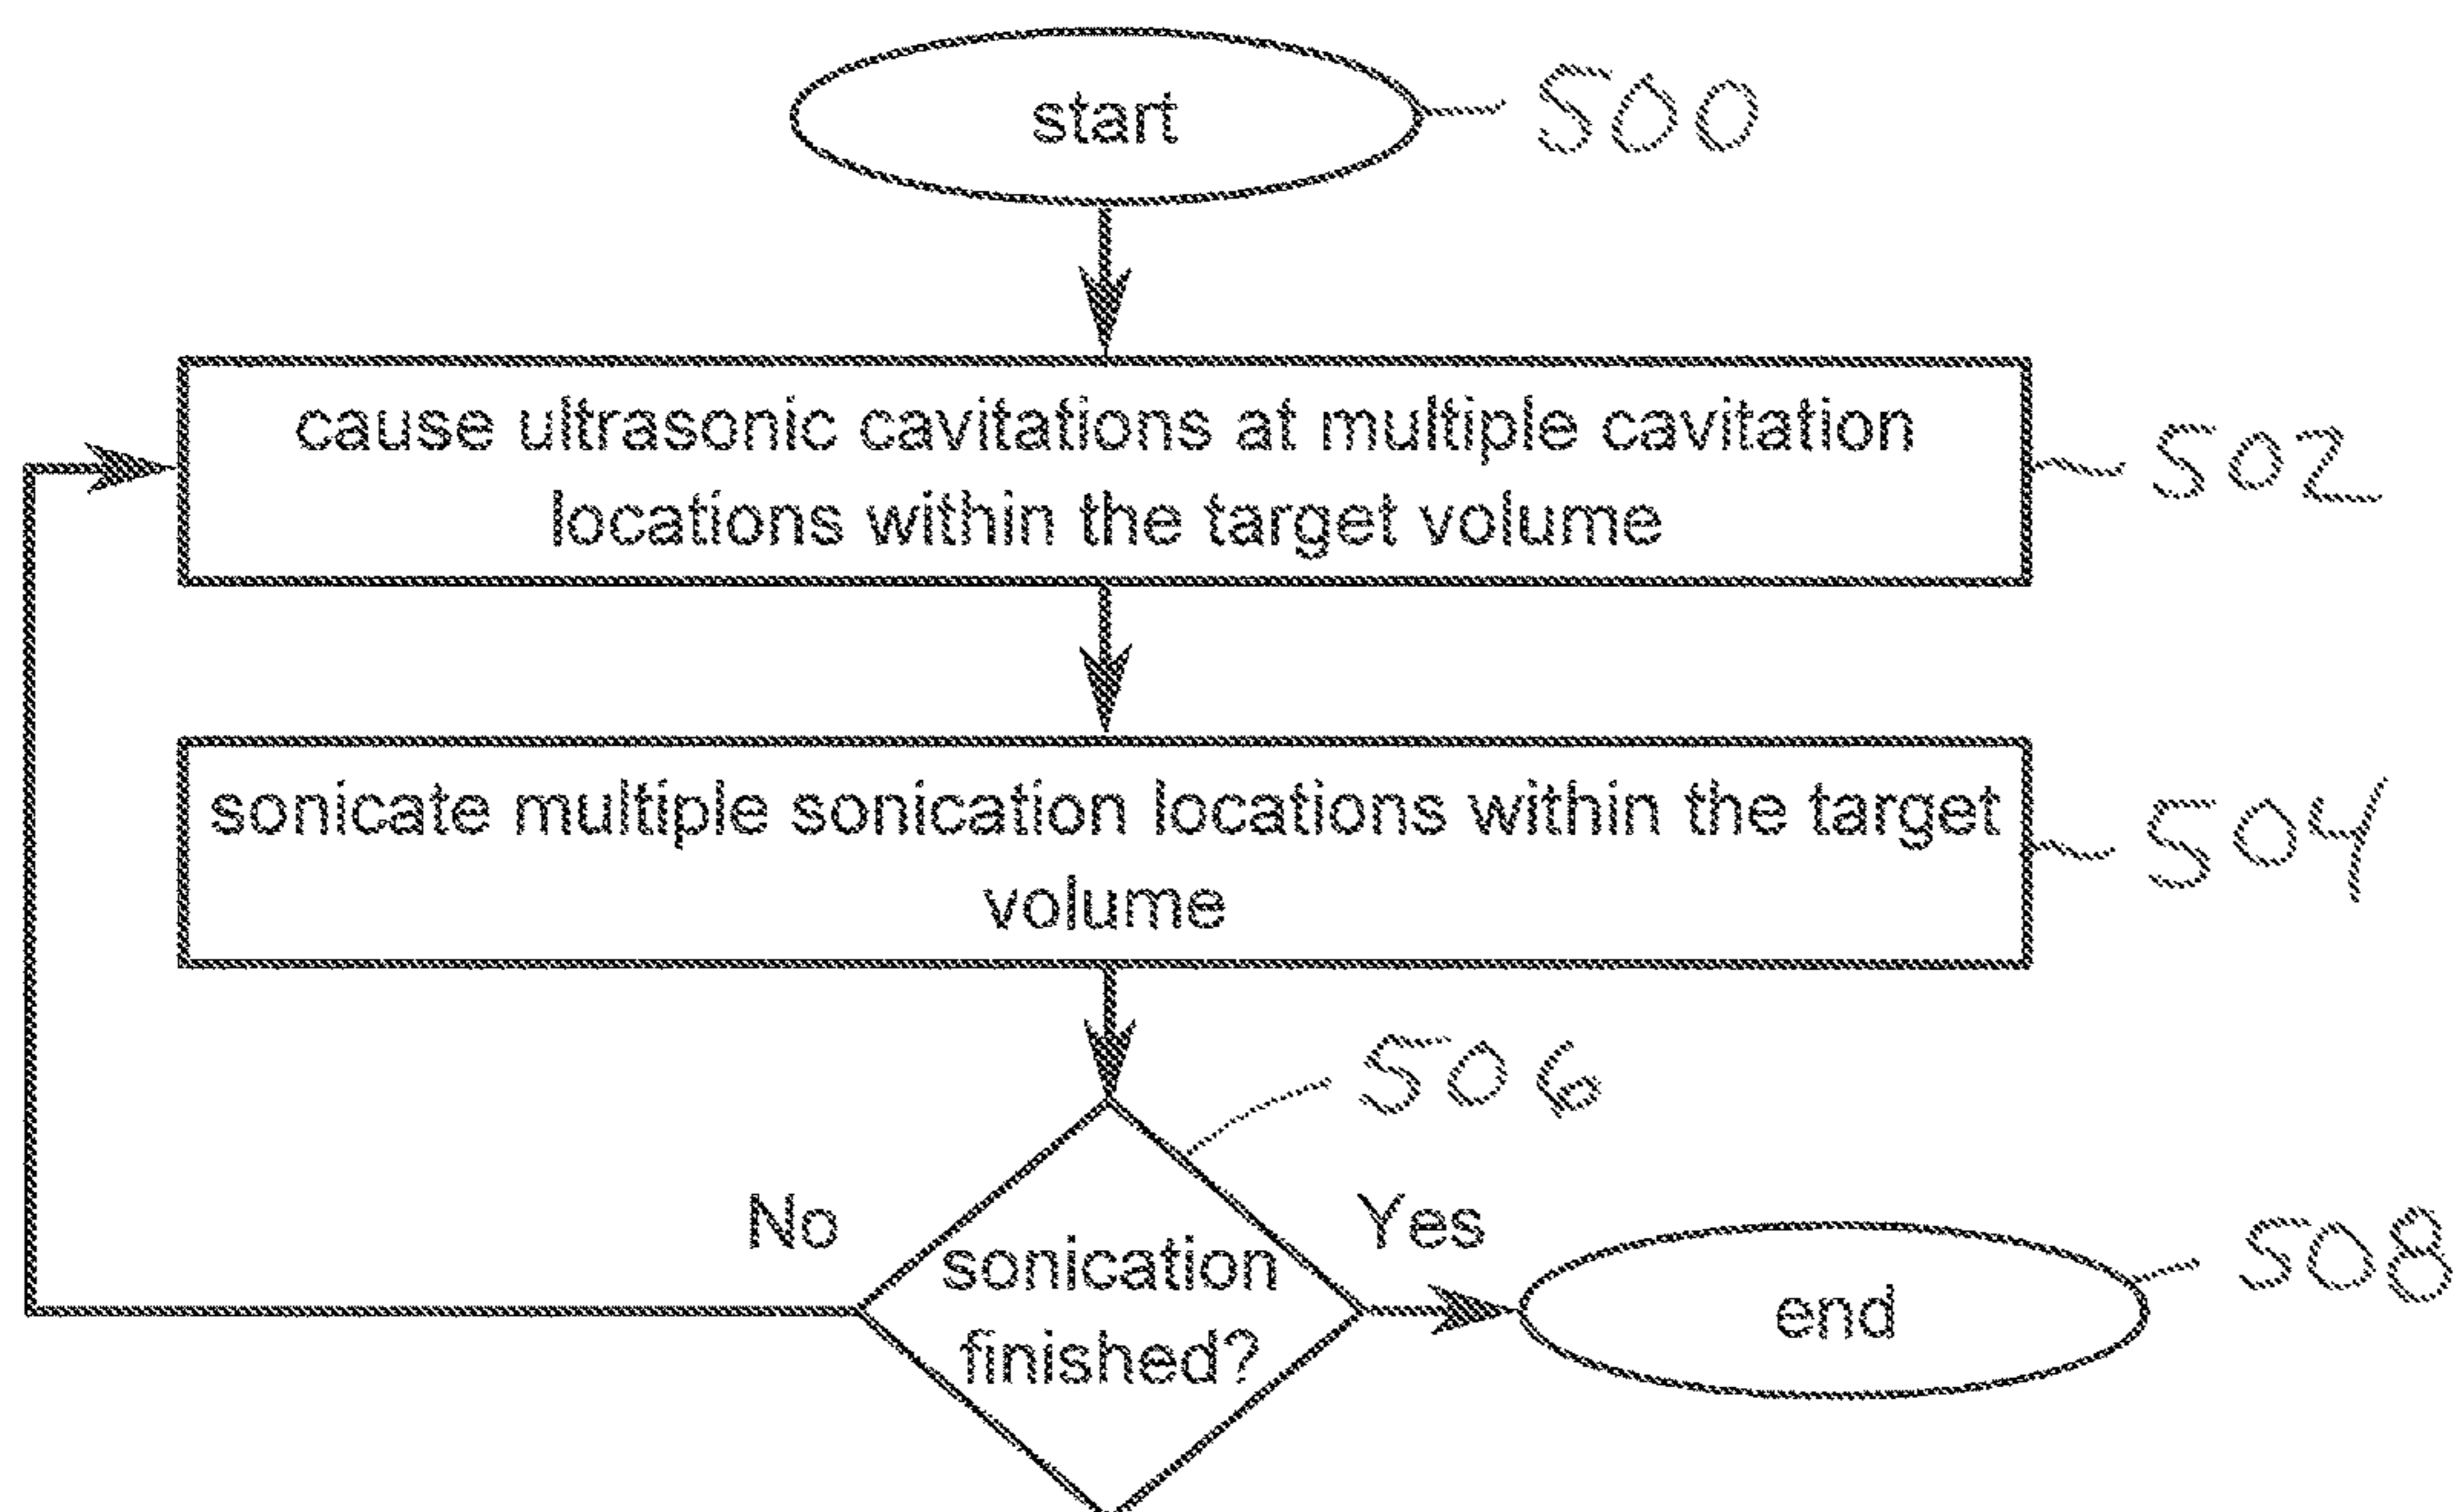 start
500
cause ultrasonic cavitations at multiple cavitation
locations within the target volume
502
sonicate multiple sonication locations within the target
volume
504
506
No
Yes
sonication
finished?
end
508